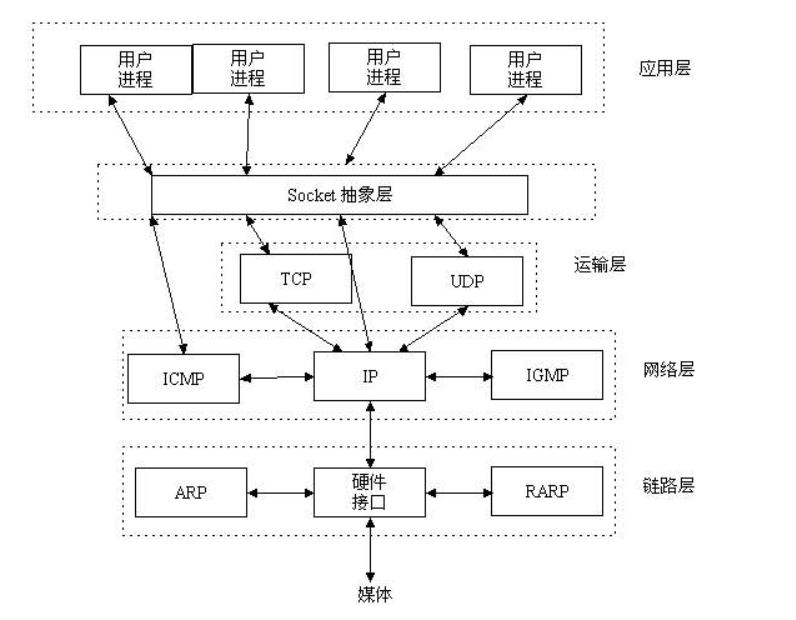 用户
进程
用户
进程
用户
进程
用户
进程
应用层
Socket 抽象层
TCP
UDP
运输层
ICMP
IP
IGMP
网络层
ARP
硬件
接口
RARP
链路层
媒体